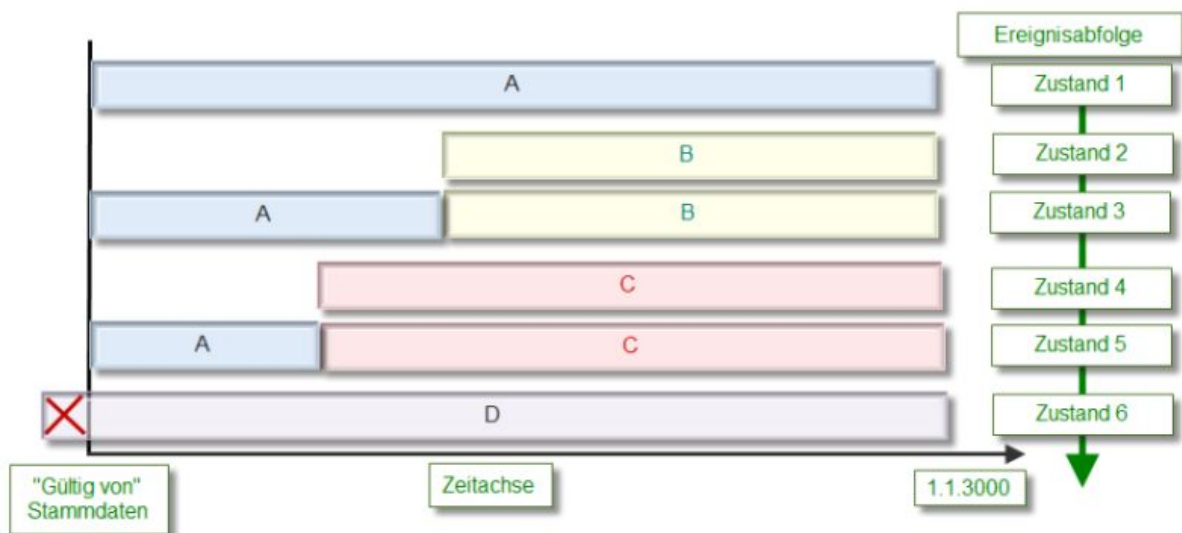 Ereignisabfolge
A
Zustand 1
B
Zustand 2
A
B
Zustand 3
C
Zustand 4
A
C
Zustand 5
D
Zustand 6
"Gültig von"
Stammdaten
Zeitachse
1.1.3000